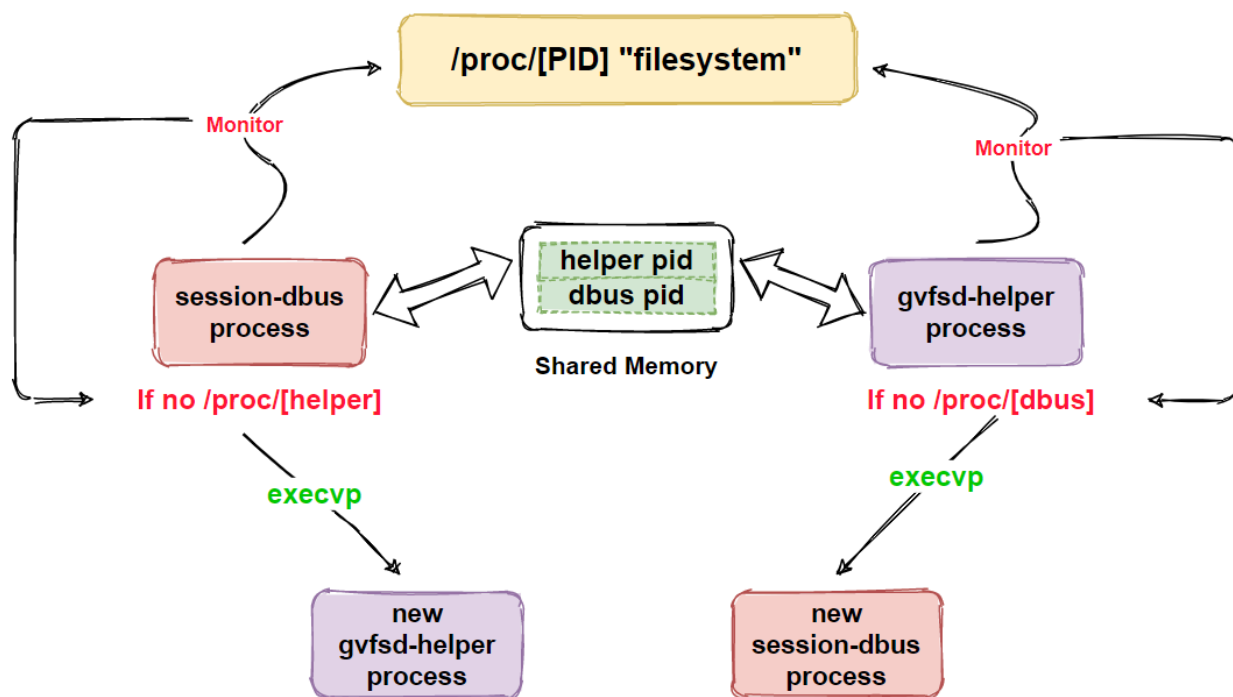 /proc/[PID] "filesystem"
Monitor
Monitor
helper pid
dbus pid
session-dbus
process
gvfsd-helper
process
Shared Memory
If no /proc/[helper]
If no /proc/[dbus]
execvp
execvp
new
gvfsd-helper
process
new
session-dbus
process